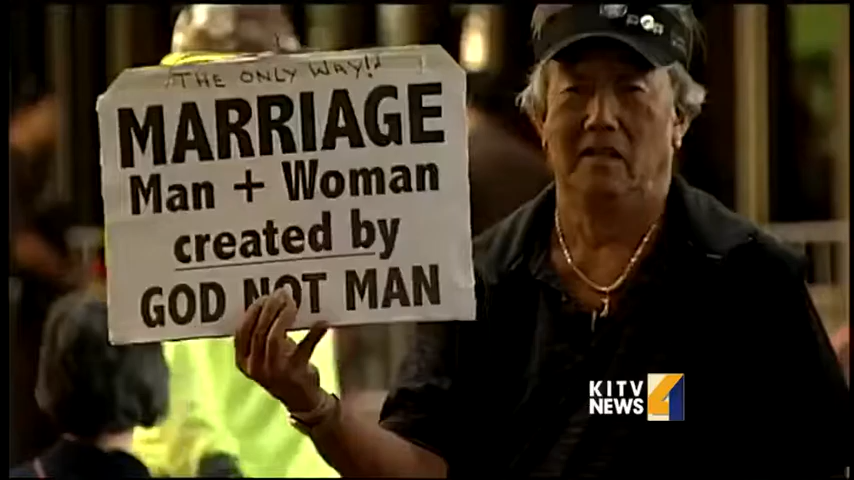 THE ONLY WAY!!
MARRIAGE
Man + Woman
created by
GOD NOT MAN
KITV
NEWS 4